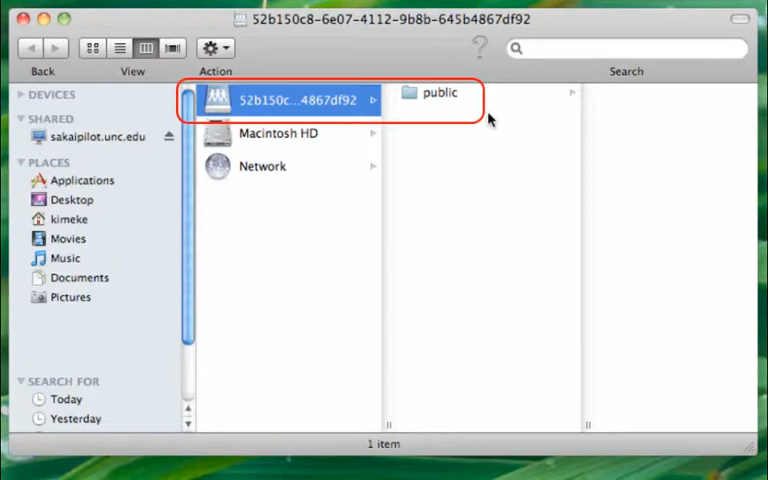 52b150c8-6e07-4112-9b8b-645b4867df92
Back
View
Action
Search
DEVICES
SHARED
sakaipilot.unc.edu
PLACES
Applications
Desktop
kimeke
Movies
Music
Documents
Pictures
SEARCH FOR
Today
Yesterday
52b150c...4867df92
Macintosh HD
Network
public
1 item